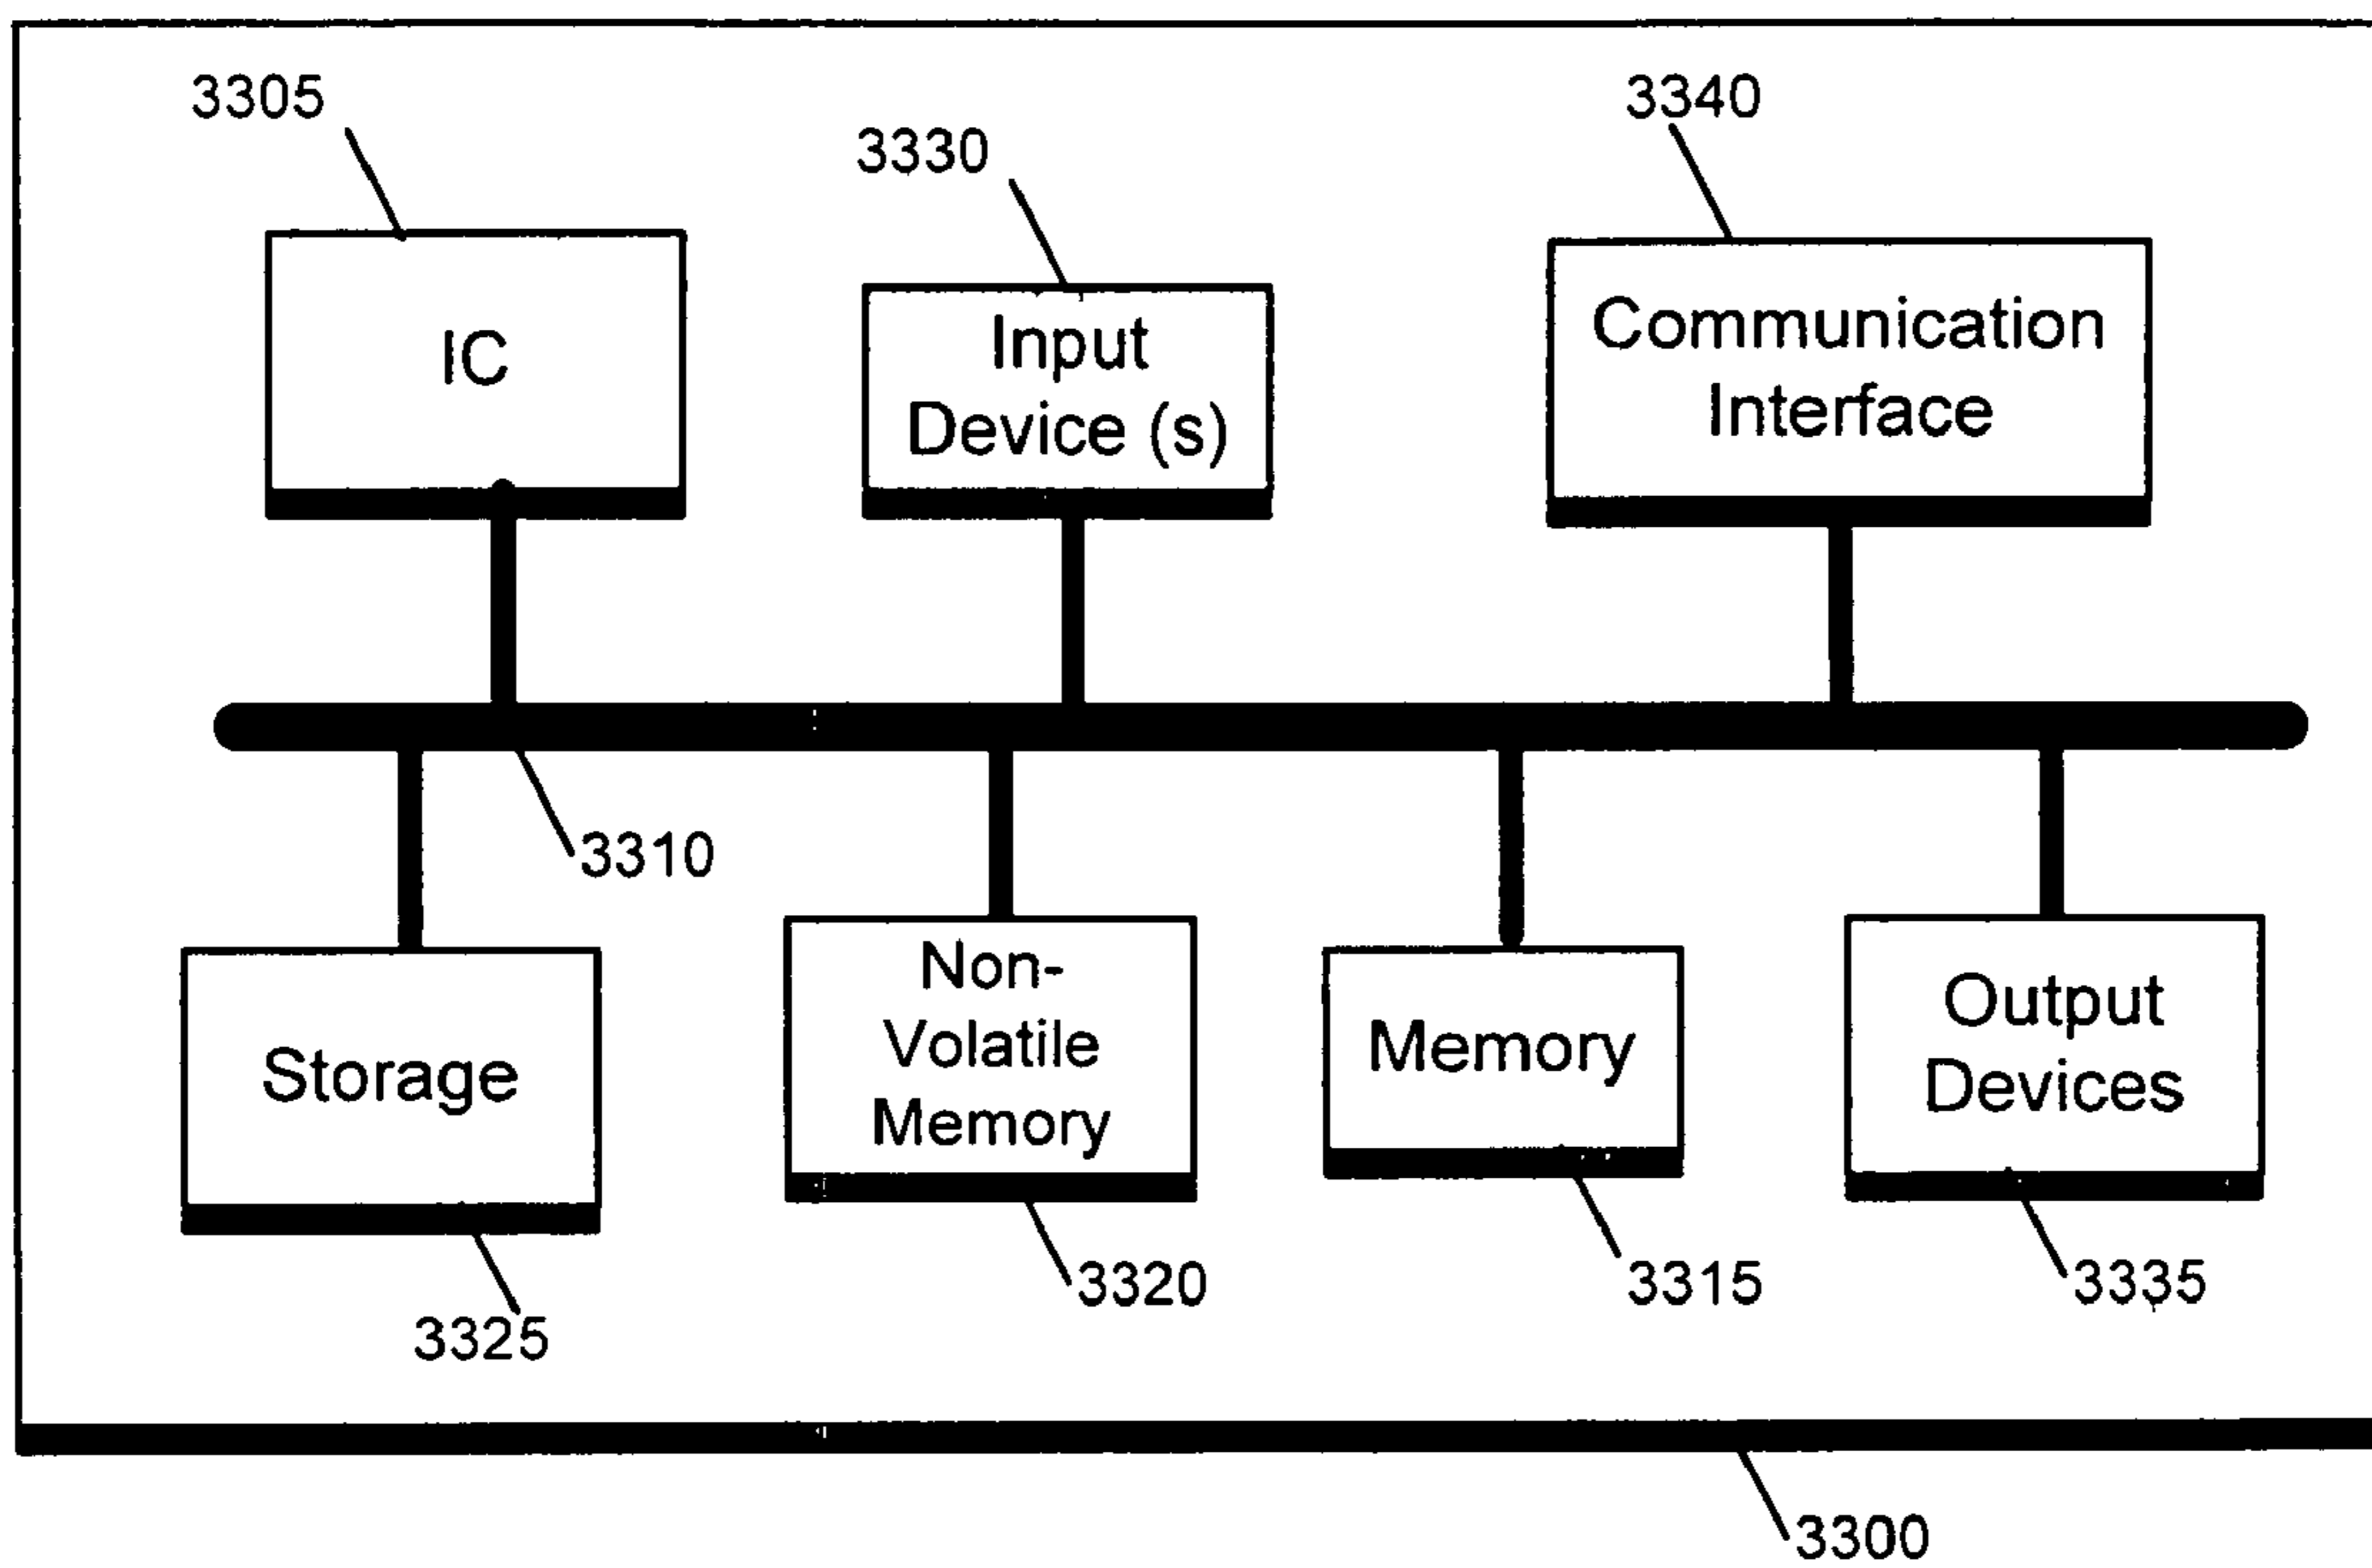 3305
3340
3330
IC
Input
Device (s)
Communication
Interface
3310
Storage
Non-
Volatile
Memory
Memory
Output
Devices
3325
3320
3315
3335
3300